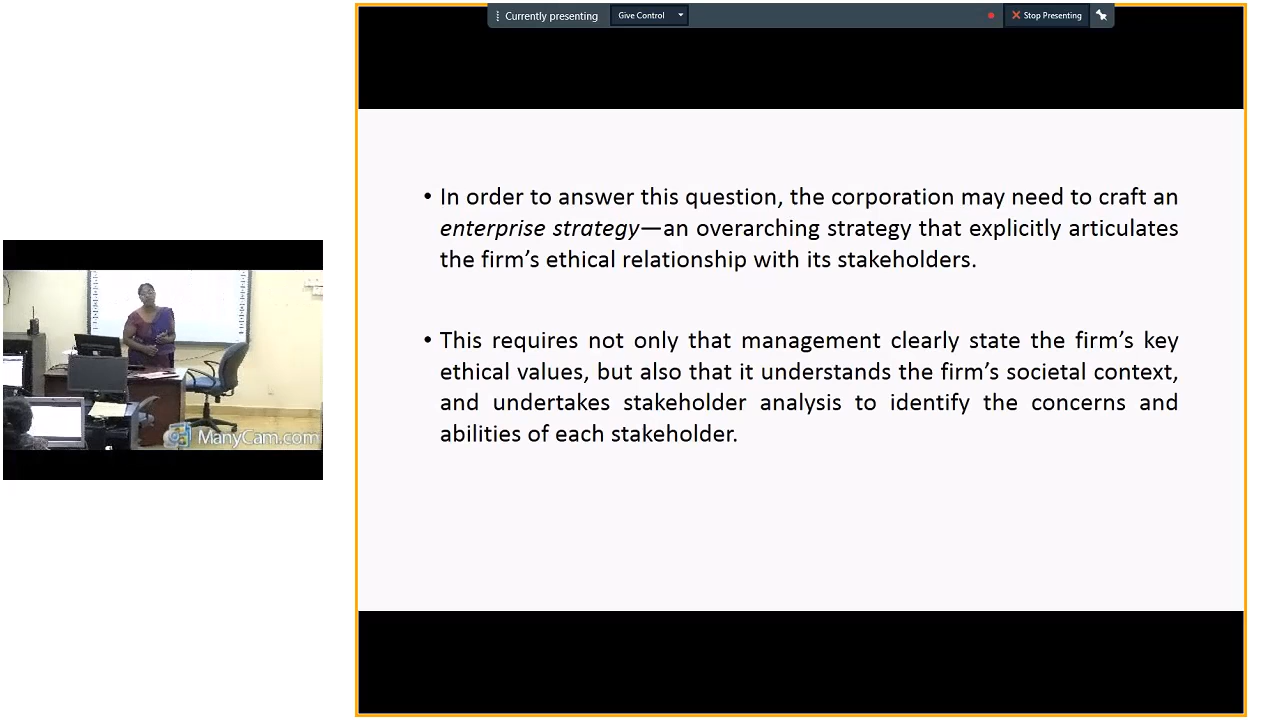 Currently presenting
Give Control
Stop Presenting
• In order to answer this question, the corporation may need to craft an
enterprise strategy—an overarching strategy that explicitly articulates
the firm's ethical relationship with its stakeholders.
• This requires not only that management clearly state the firm's key
ethical values, but also that it understands the firm's societal context,
and undertakes stakeholder analysis to identify the concerns and
abilities of each stakeholder.
ManyCam.com